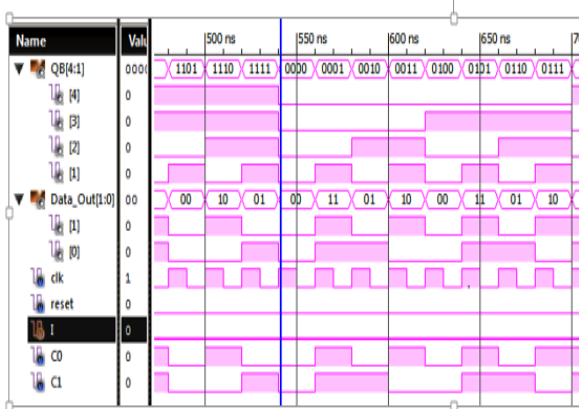 Name Valu 500 ns 550 ns 600 ns 650 ns
QB[4:1] 1101 1110 1111 0000 0001 0010 0011 0100 0101 0110 0111
[4] 0
[3] 0
[2] 0
[1] 0
Data_Out[1:0] 00 00 10 01 00 11 01 10 00 11 01 10
[1] 0
[0] 0
clk 1
reset 0
I 0
C0 0
C1 0